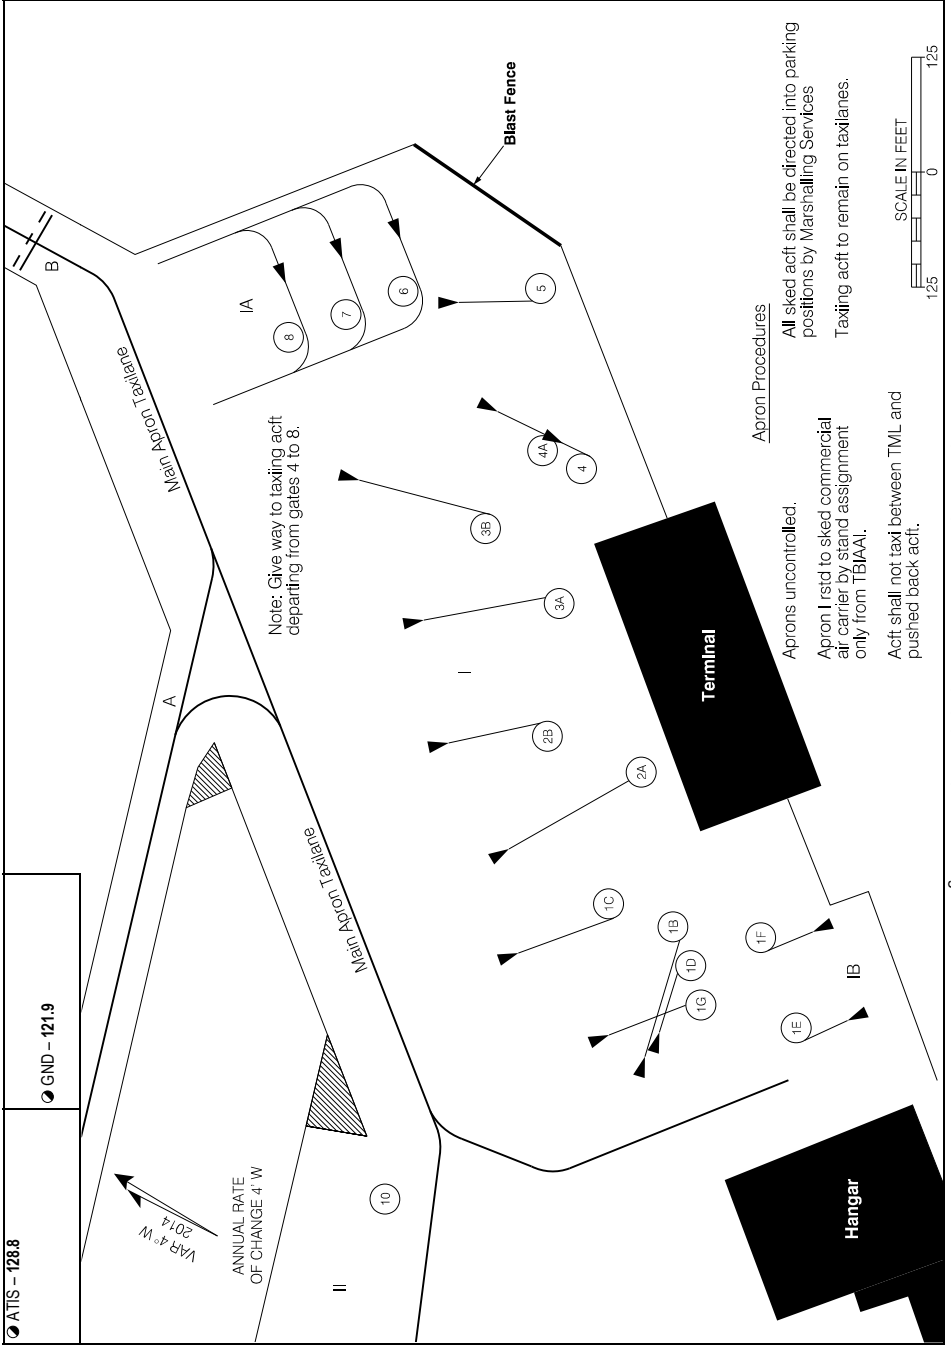 ATIS – 128.8
GND – 121.9
VAR 4° W
2014
ANNUAL RATE
OF CHANGE 4' W
A
B
Main Apron Taxilane
Main Apron Taxilane
Note: Give way to taxiing acft
departing from gates 4 to 8.
IA
8
7
6
5
Blast Fence
4A
4
3B
3A
I
2B
2A
1C
1B
1D
1G
1F
1E
IB
10
II
Terminal
Hangar
Apron Procedures
Aprons uncontrolled.
Apron I rstd to sked commercial
air carrier by stand assignment
only from TBIAAI.
Acft shall not taxi between TML and
pushed back acft.
All sked acft shall be directed into parking
positions by Marshalling Services
Taxiing acft to remain on taxilanes.
SCALE IN FEET
125
0
125